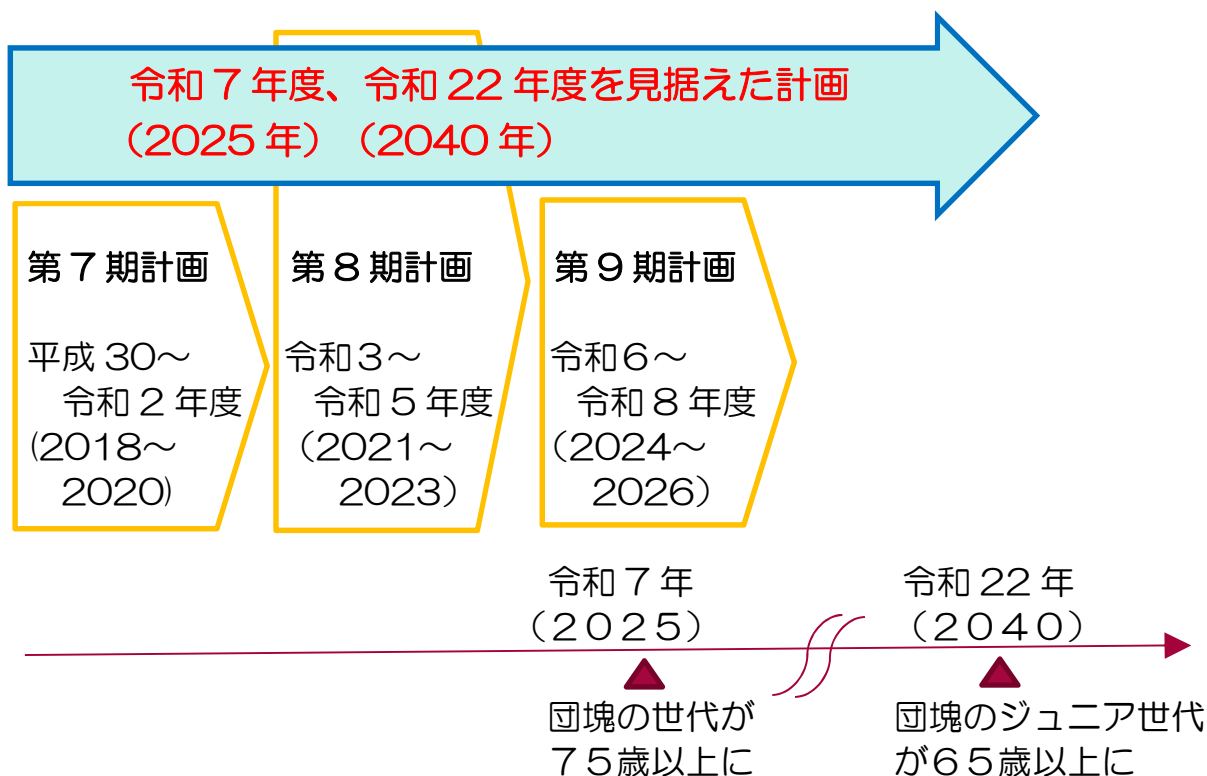 令和７年度、令和22年度を見据えた計画
（2025年）（2040年）
第７期計画
平成30～
令和２年度
(2018～
2020)
第８期計画
令和３～
令和５年度
（2021～
2023）
第９期計画
令和６～
令和８年度
（2024～
2026）
令和７年
（２０２５）
令和22年
（２０４０）
団塊の世代が
７５歳以上に
団塊のジュニア世代
が６５歳以上に